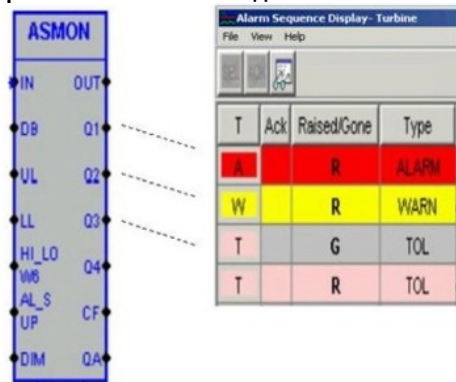 ASMON
IN OUT
DB Q1
UL Q2
LL Q3
HI_LO
W6 Q4
AL_S
UP CF
DIM QA
Alarm Sequence Display- Turbine
File View Help
T Ack Raised/Gone Type
A R ALARM
W R WARN
T G TOL
T R TOL